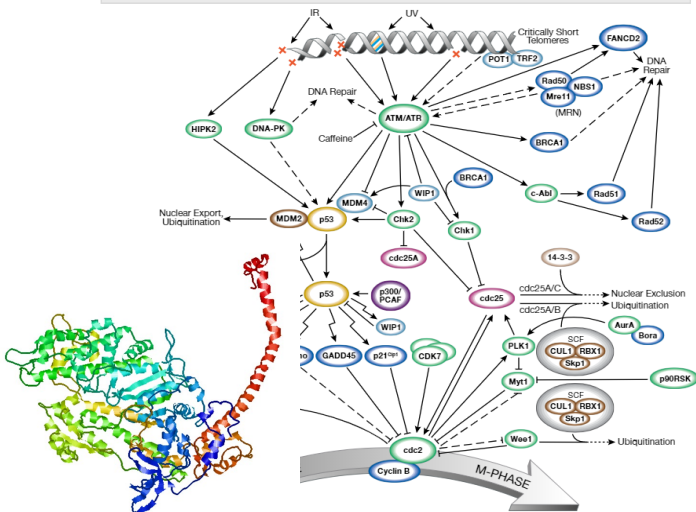 IR
UV
Critically Short
Telomeres
POT1
TRF2
FANCD2
DNA
Repair
Rad50
NBS1
Mre11
(MRN)
DNA Repair
HIPK2
DNA-PK
ATM/ATR
Caffeine
BRCA1
BRCA1
c-Abl
Rad51
Rad52
WIP1
MDM4
Nuclear Export,
Ubiquitination
MDM2
p53
Chk2
Chk1
cdc25A
14-3-3
p53
p300/
PCAF
WIP1
cdc25
cdc25A/C
Nuclear Exclusion
cdc25A/B
Ubiquitination
GADD45
p21
CDK7
PLK1
SCF
CUL1
RBX1
Skp1
AurA
Bora
Myt1
p90RSK
SCF
CUL1
RBX1
Skp1
Wee1
Ubiquitination
cdc2
Cyclin B
M-PHASE